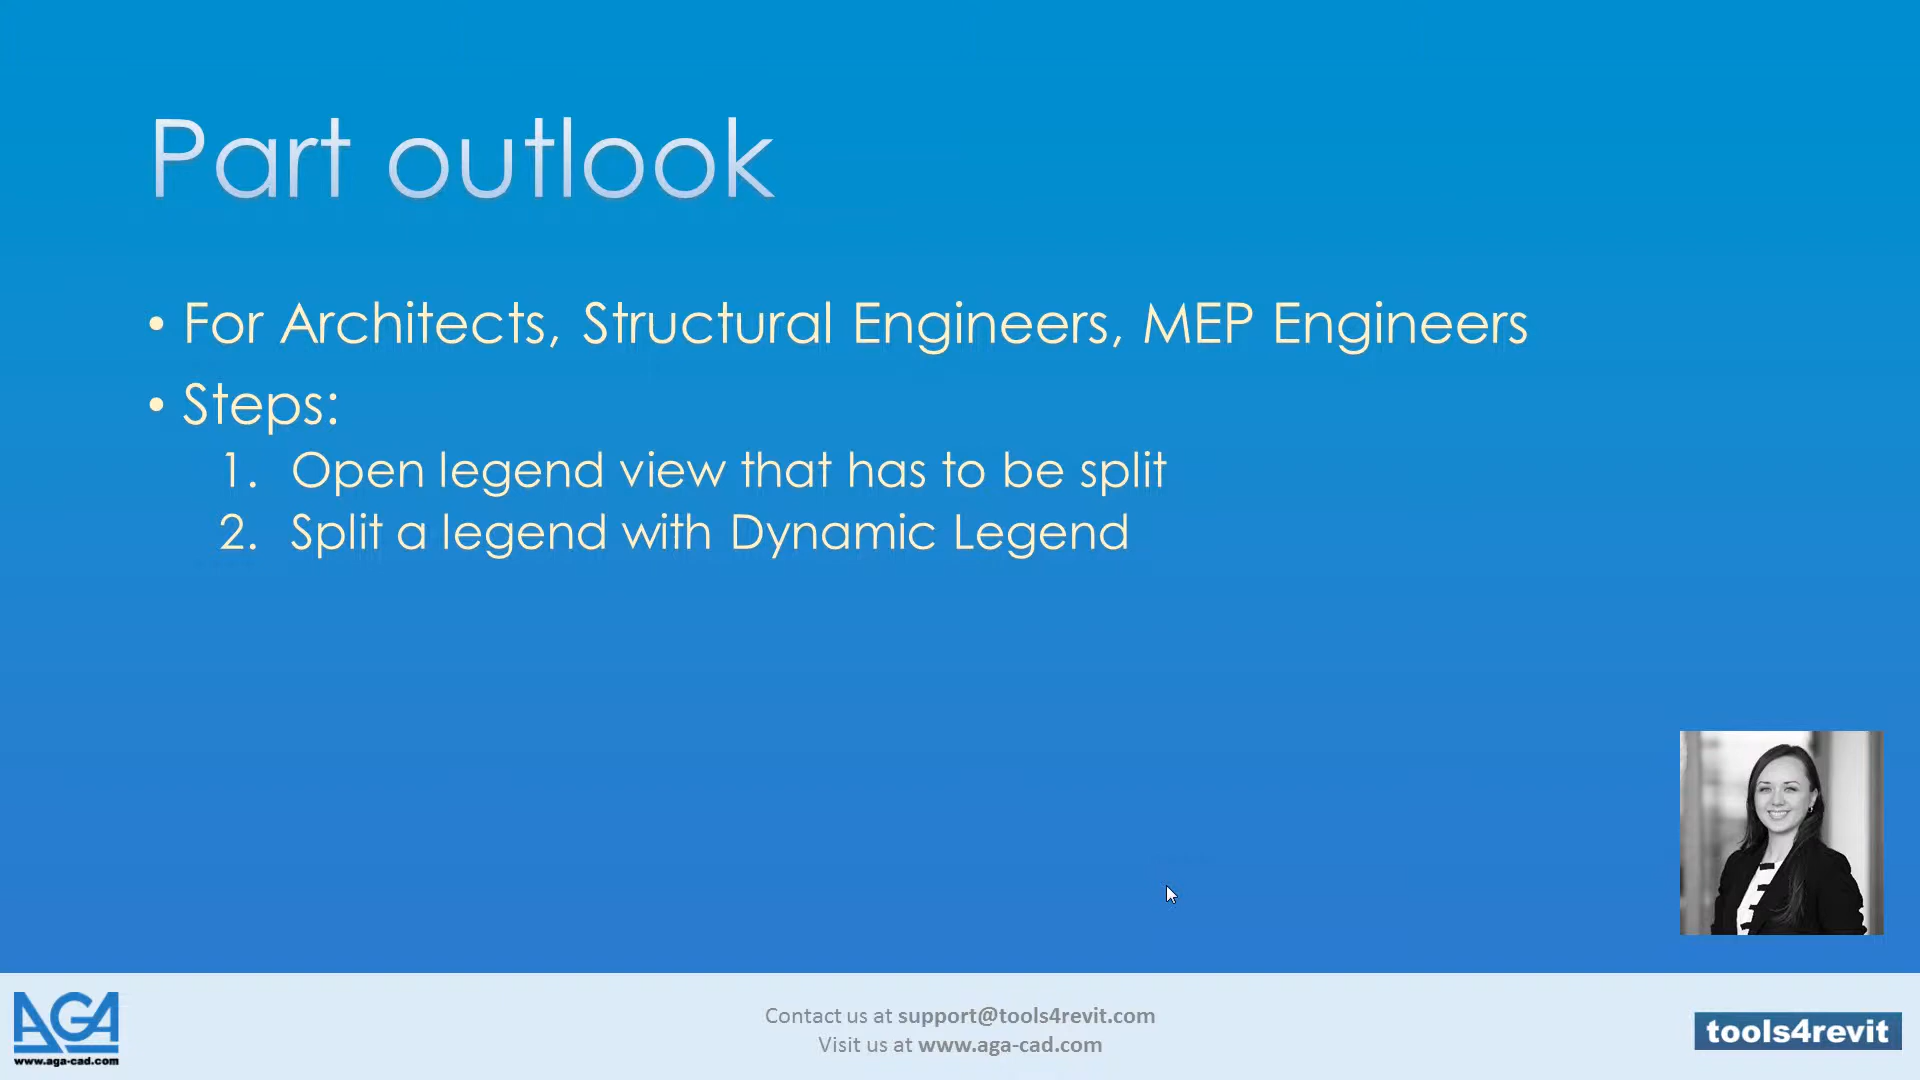 Part outlook
• For Architects, Structural Engineers, MEP Engineers
• Steps:
1. Open legend view that has to be split
2. Split a legend with Dynamic Legend
AGA
www.aga-cad.com
Contact us at support@tools4revit.com
Visit us at www.aga-cad.com
tools4revit